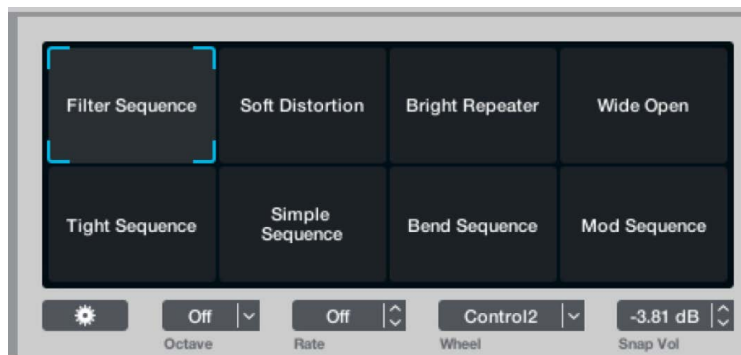 Filter Sequence
Soft Distortion
Bright Repeater
Wide Open
Tight Sequence
Simple
Sequence
Bend Sequence
Mod Sequence
Off
Off
Control2
-3.81 dB
Octave
Rate
Wheel
Snap Vol